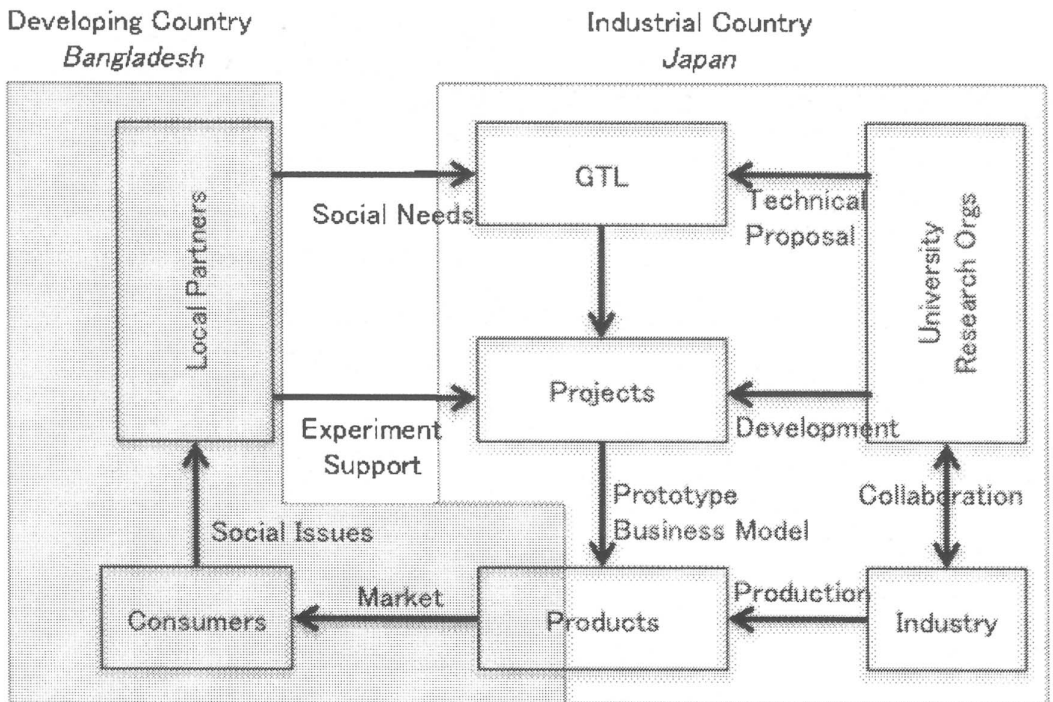 Developing Country
Bangladesh
Industrial Country
Japan
Local Partners
Social Needs
GTL
Technical
Proposal
University
Research Orgs
Experiment
Support
Projects
Development
Social Issues
Prototype
Business Model
Collaboration
Consumers
Market
Products
Production
Industry